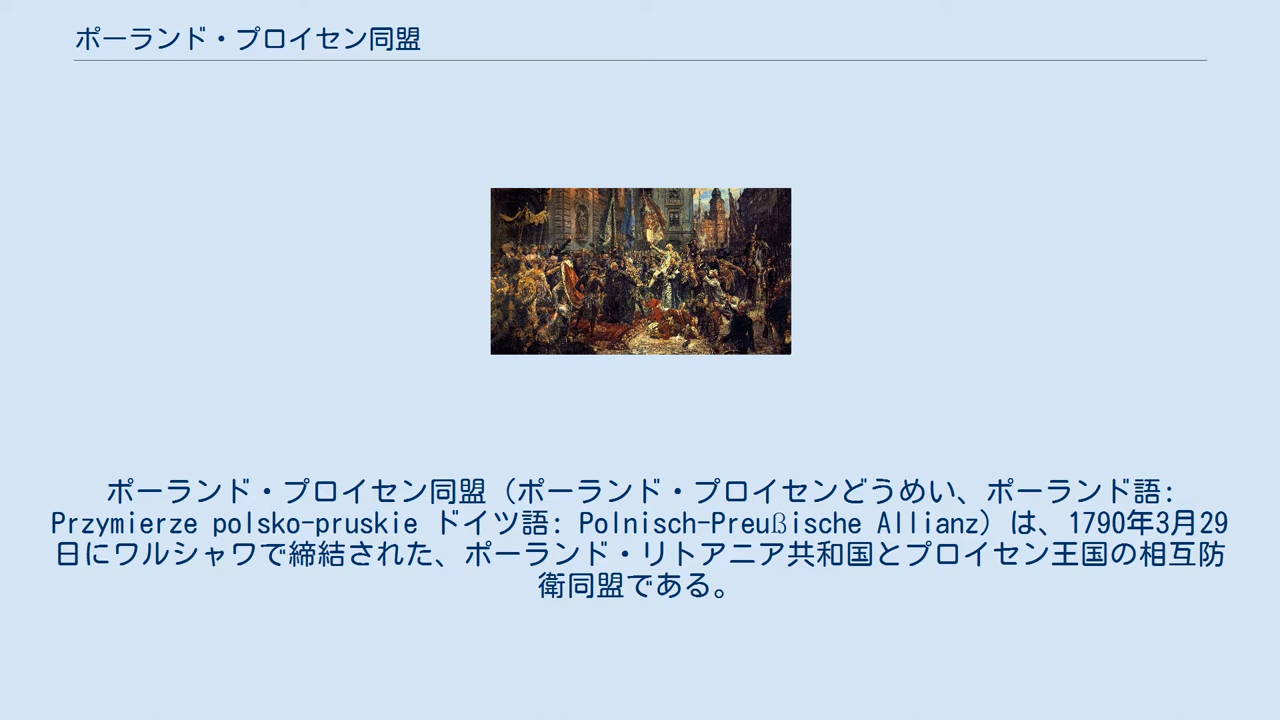 ポーランド・プロイセン同盟
ポーランド・プロイセン同盟（ポーランド・プロイセンどうめい、ポーランド語:
Przymierze polsko-pruskie ドイツ語: Polnisch-Preußische Allianz）は、1790年3月29
日にワルシャワで締結された、ポーランド・リトアニア共和国とプロイセン王国の相互防
衛同盟である。